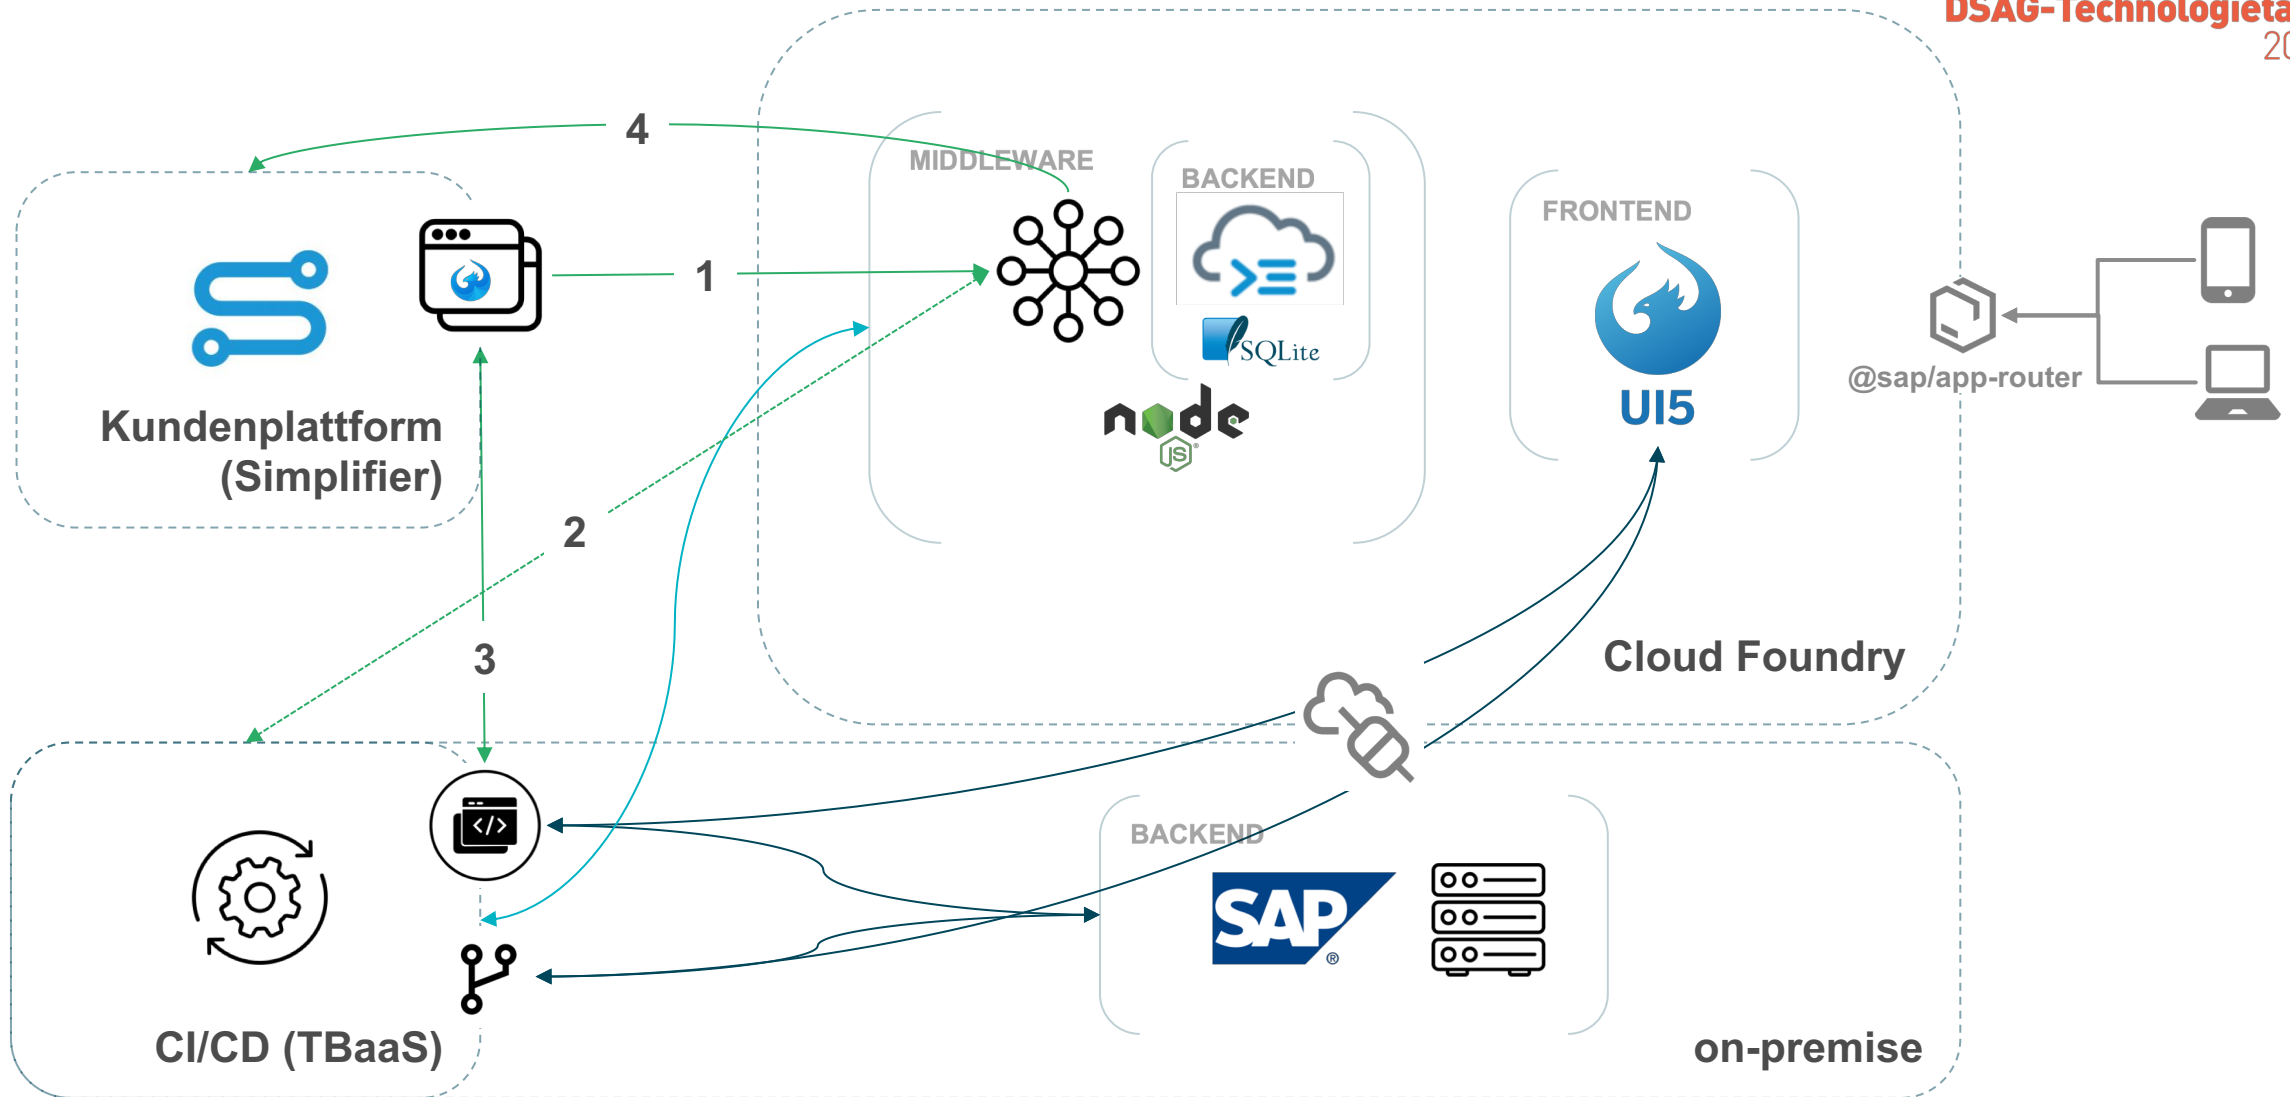 DSAG-Technologieta
20
4
MIDDLEWARE
BACKEND
FRONTEND
1
SQLite
@sap/app-router
node
JS
®
UI5
Kundenplattform
(Simplifier)
2
3
Cloud Foundry
</>
BACKEND
SAP
®
CI/CD (TBaaS)
on-premise